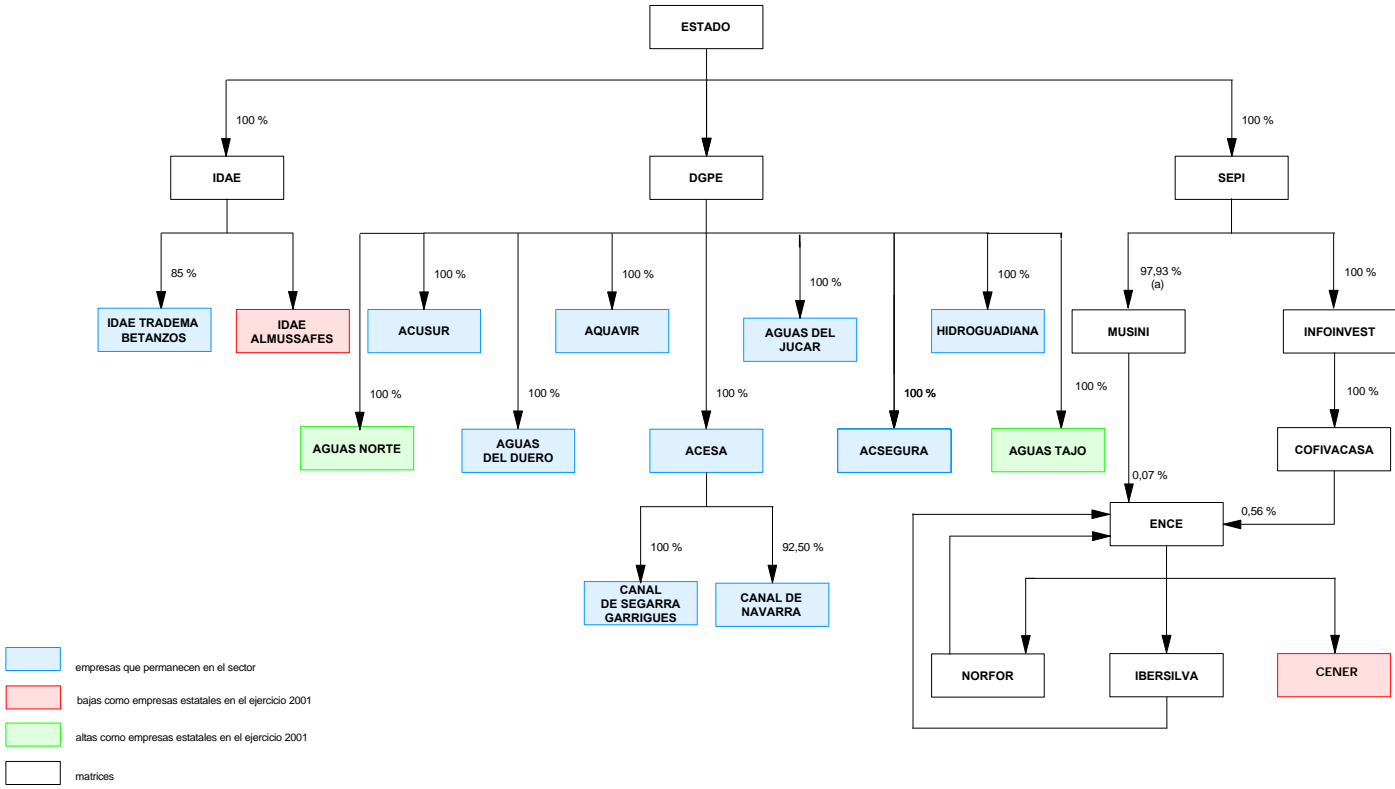 ESTADO
100 %
100 %
IDAE
DGPE
SEPI
85 %
100 %
100 %
100 %
100 %
97,93 %
(a)
100 %
IDAE TRADEMA
BETANZOS
IDAE
ALMUSSAFES
ACUSUR
AQUAVIR
AGUAS DEL
JUCAR
HIDROGUADIANA
MUSINI
INFOINVEST
100 %
100 %
100 %
100 %
100 %
100 %
AGUAS NORTE
AGUAS
DEL DUERO
ACESA
ACSEGURA
AGUAS TAJO
COFIVACASA
0,07 %
0,56 %
ENCE
100 %
92,50 %
CANAL
DE SEGARRA
GARRIGUES
CANAL DE
NAVARRA
NORFOR
IBERSILVA
CENER
empresas que permanecen en el sector
bajas como empresas estatales en el ejercicio 2001
altas como empresas estatales en el ejercicio 2001
matrices